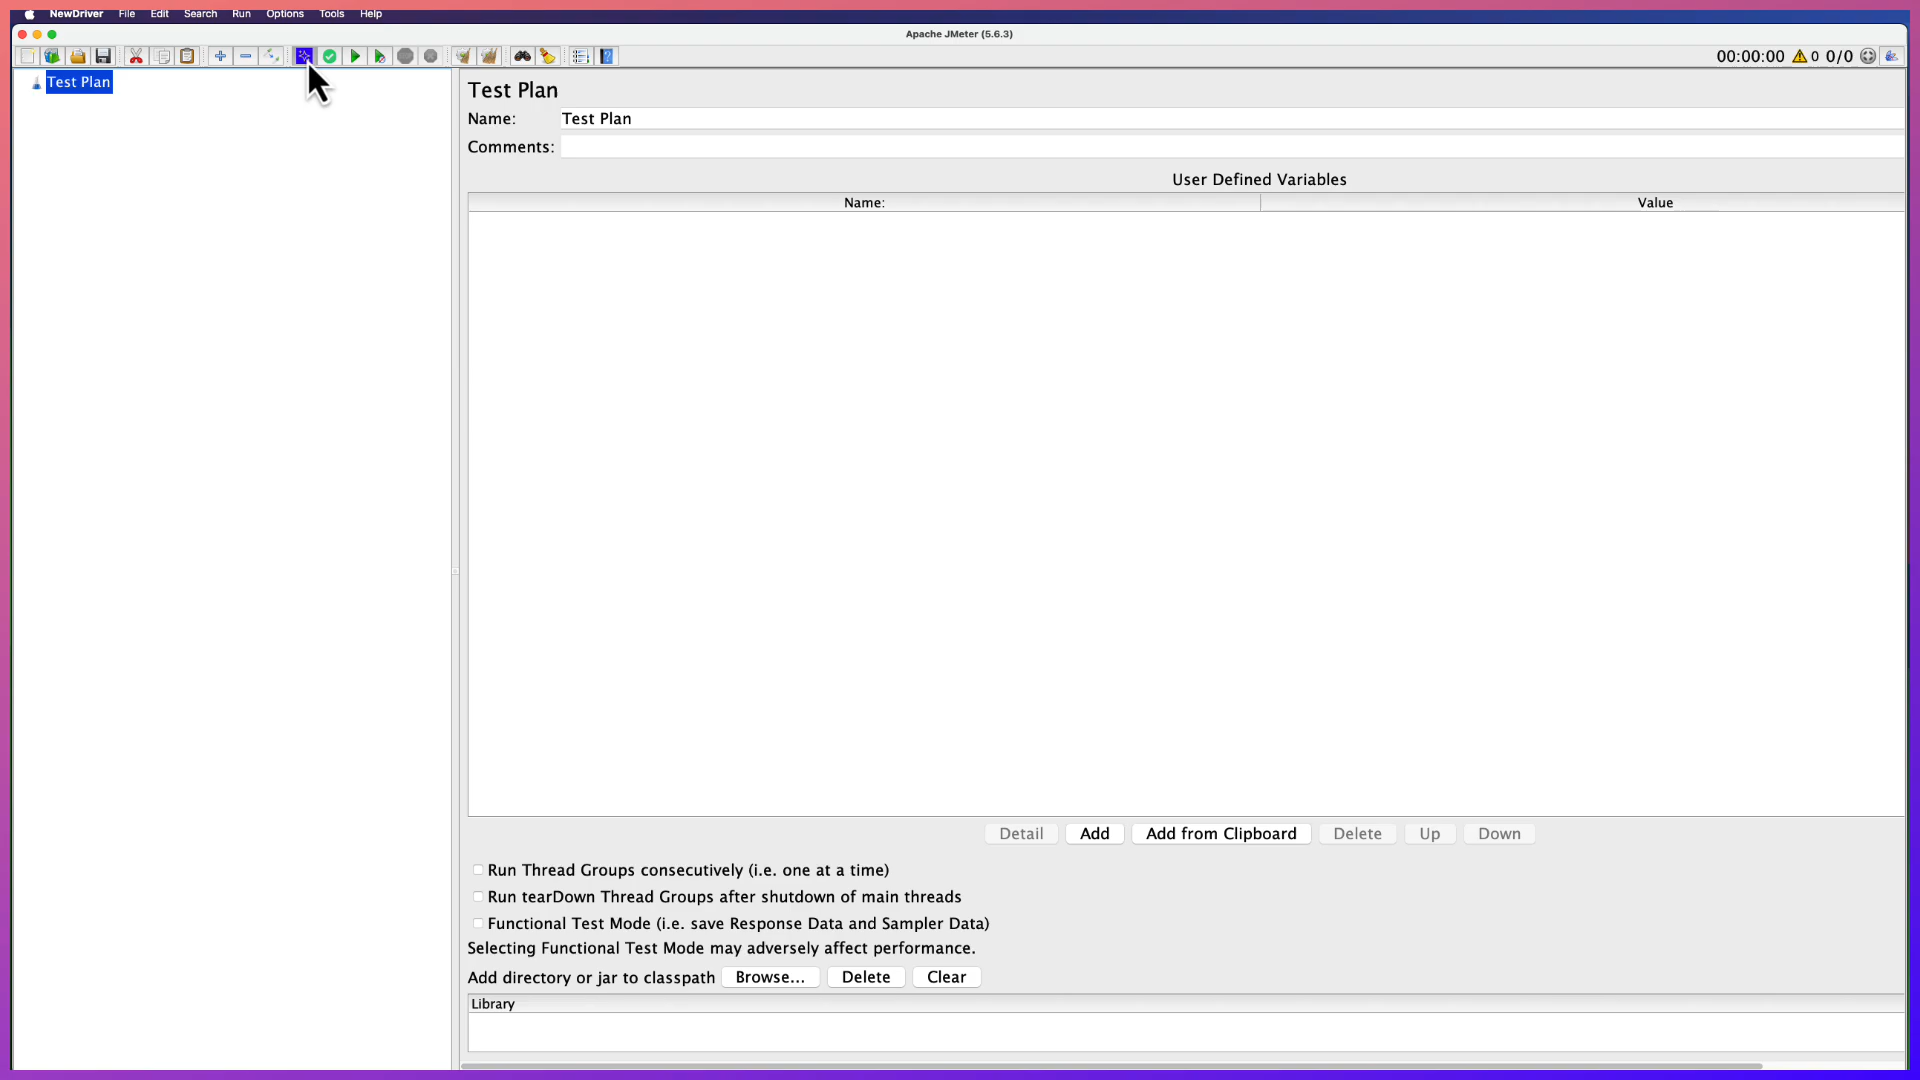 NewDriver File Edit Search Run Options Tools Help
Apache JMeter (5.6.3)
00:00:00 0 0/0
Test Plan
Test Plan
Name: Test Plan
Comments:
User Defined Variables
Name: Value
Detail Add Add from Clipboard Delete Up Down
Run Thread Groups consecutively (i.e. one at a time)
Run tearDown Thread Groups after shutdown of main threads
Functional Test Mode (i.e. save Response Data and Sampler Data)
Selecting Functional Test Mode may adversely affect performance.
Add directory or jar to classpath Browse... Delete Clear
Library